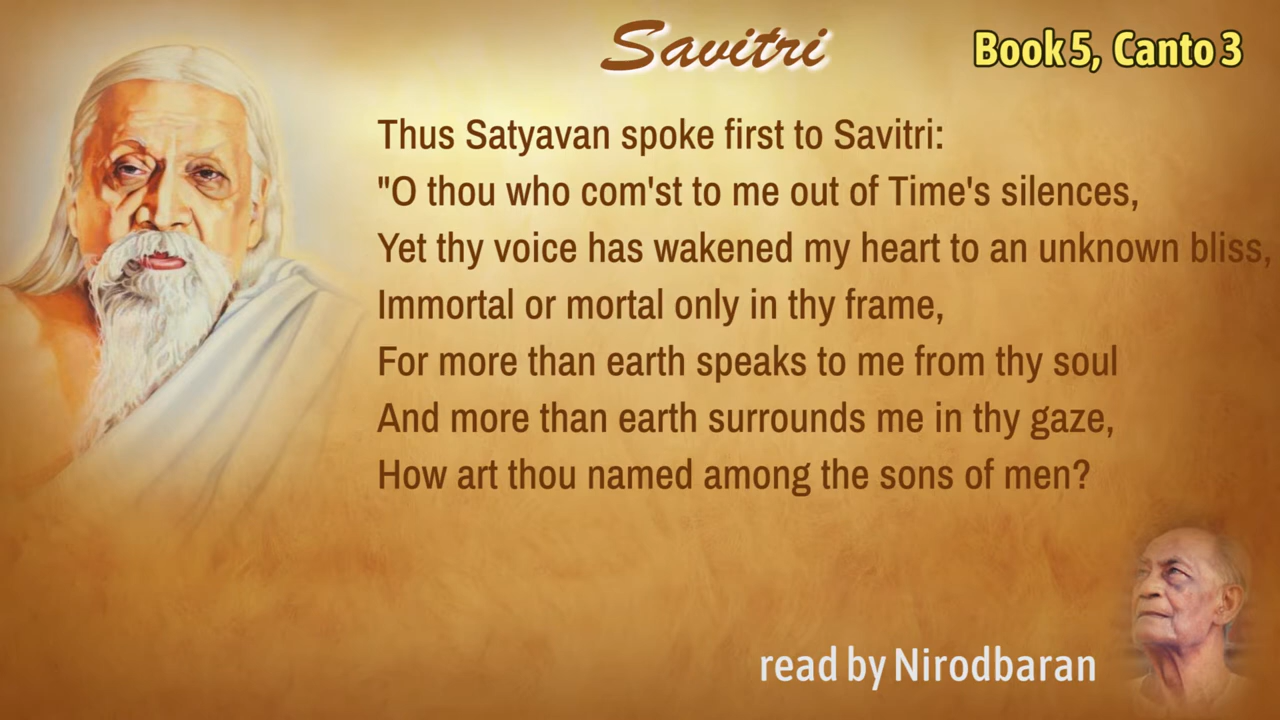 Savitri
Book 5, Canto 3
Thus Satyavan spoke first to Savitri:
"O thou who com'st to me out of Time's silences,
Yet thy voice has wakened my heart to an unknown bliss,
Immortal or mortal only in thy frame,
For more than earth speaks to me from thy soul
And more than earth surrounds me in thy gaze,
How art thou named among the sons of men?
read by Nirodbaran